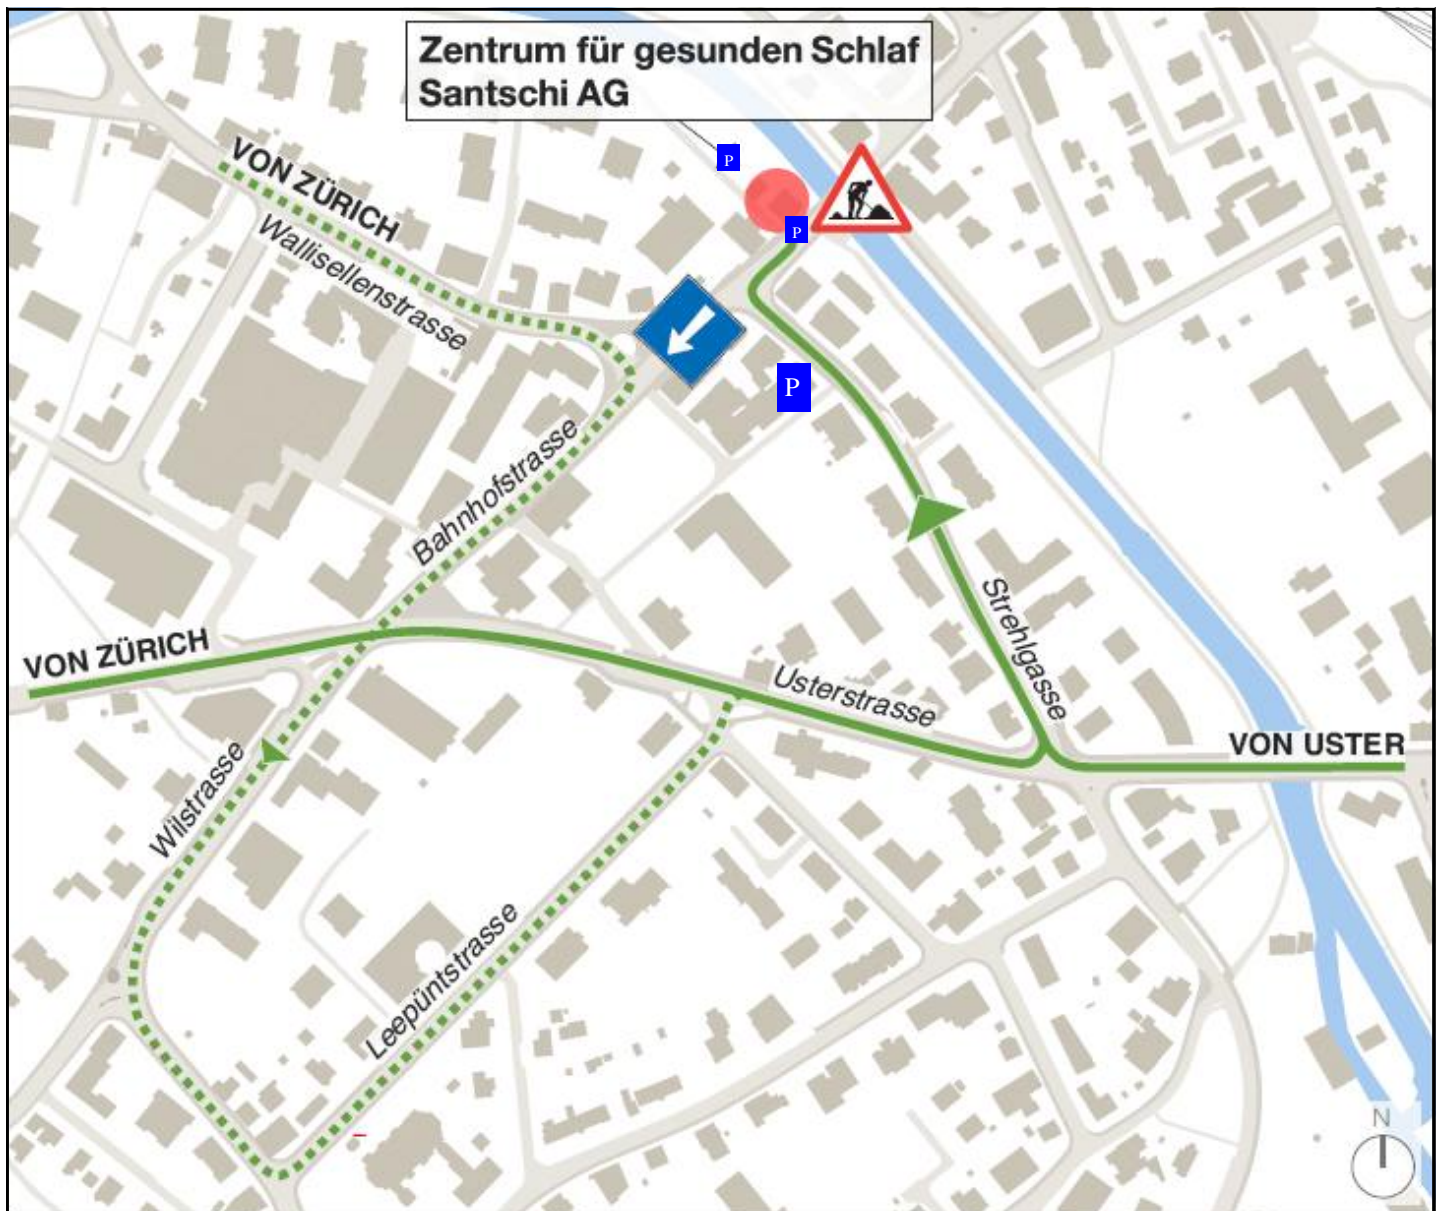 Zentrum für gesunden Schlaf
Santschi AG
P
VON ZÜRICH
Wallisellenstrasse
P
P
Bahnhofstrasse
Strehlgasse
VON ZÜRICH
Usterstrasse
VON USTER
Wilstrasse
Leepüntstrasse
N